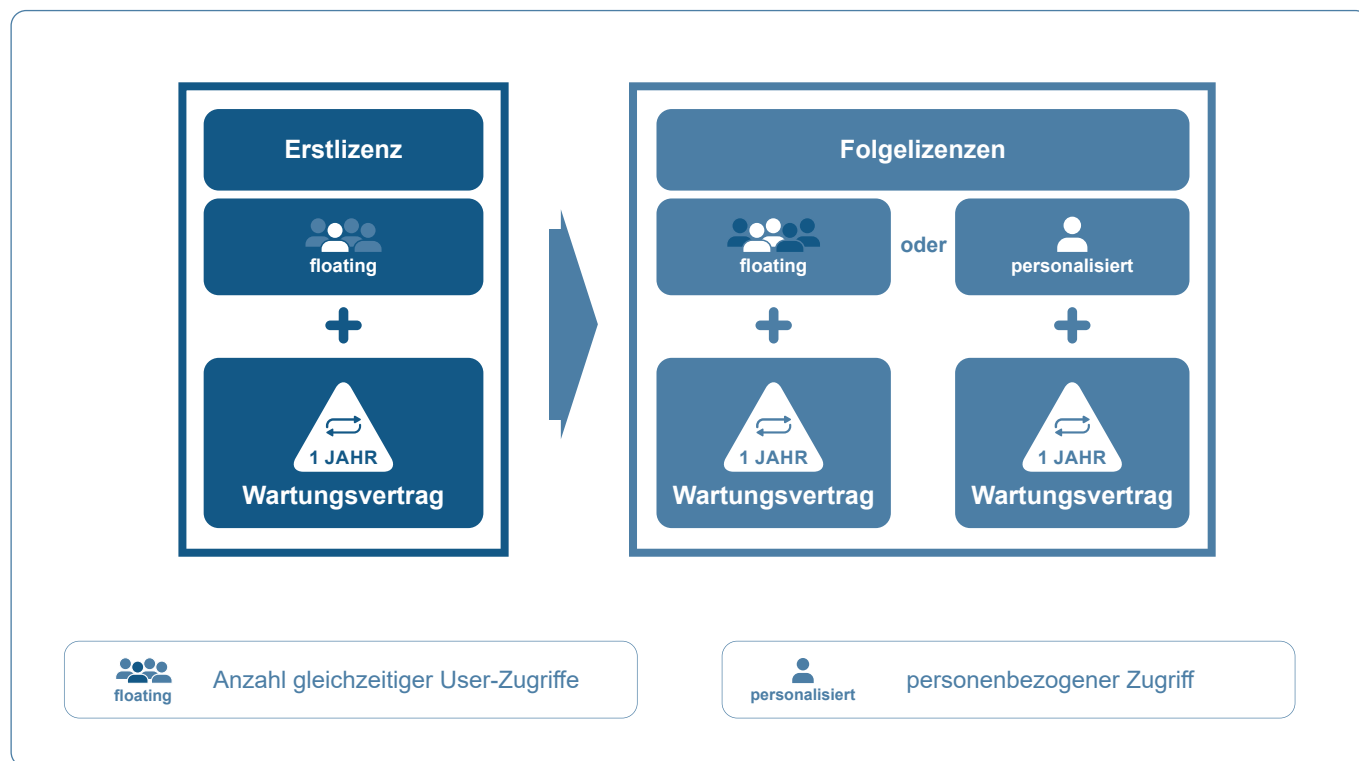 Erstlizenz
floating
1 JAHR
Wartungsvertrag
Folgelizenzen
floating
oder
personalisiert
1 JAHR
Wartungsvertrag
1 JAHR
Wartungsvertrag
floating
Anzahl gleichzeitiger User-Zugriffe
personalisiert
personenbezogener Zugriff